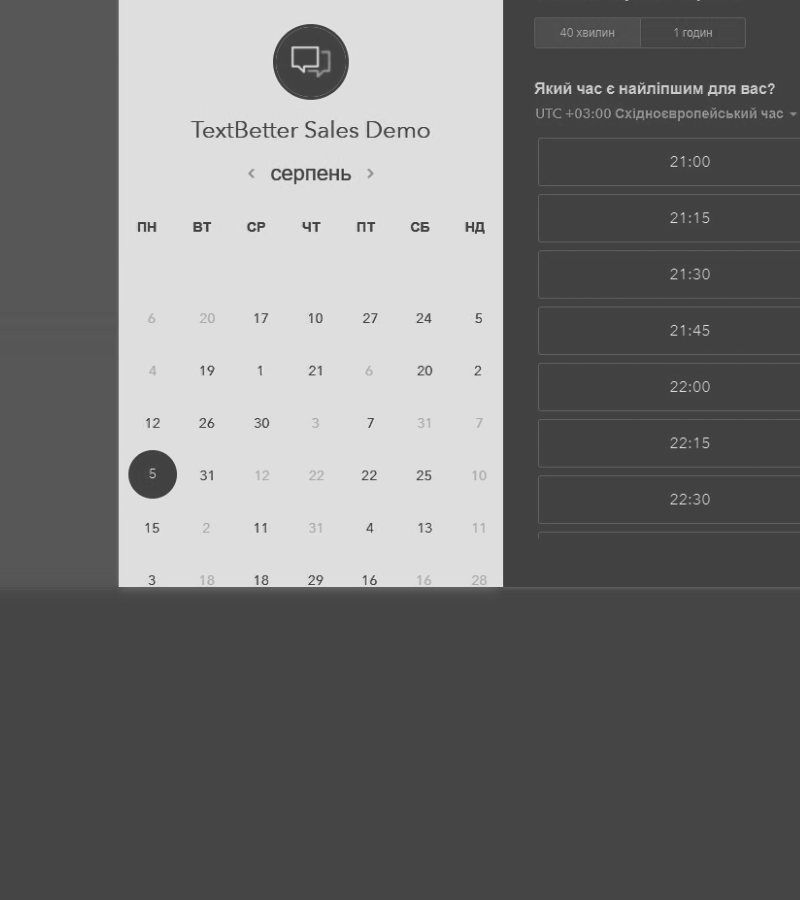 TextBetter Sales Demo
серпень
ПН ВТ СР ЧТ ПТ СБ НД
6 20 17 10 27 24 5
4 19 1 21 6 20 2
12 26 30 3 7 31 7
5 31 12 22 22 25 10
15 2 11 31 4 13 11
3 18 18 29 16 16 28
40 хвилин 1 годин
Який час є найліпшим для вас?
UTC +03:00 Східноєвропейський час
21:00
21:15
21:30
21:45
22:00
22:15
22:30